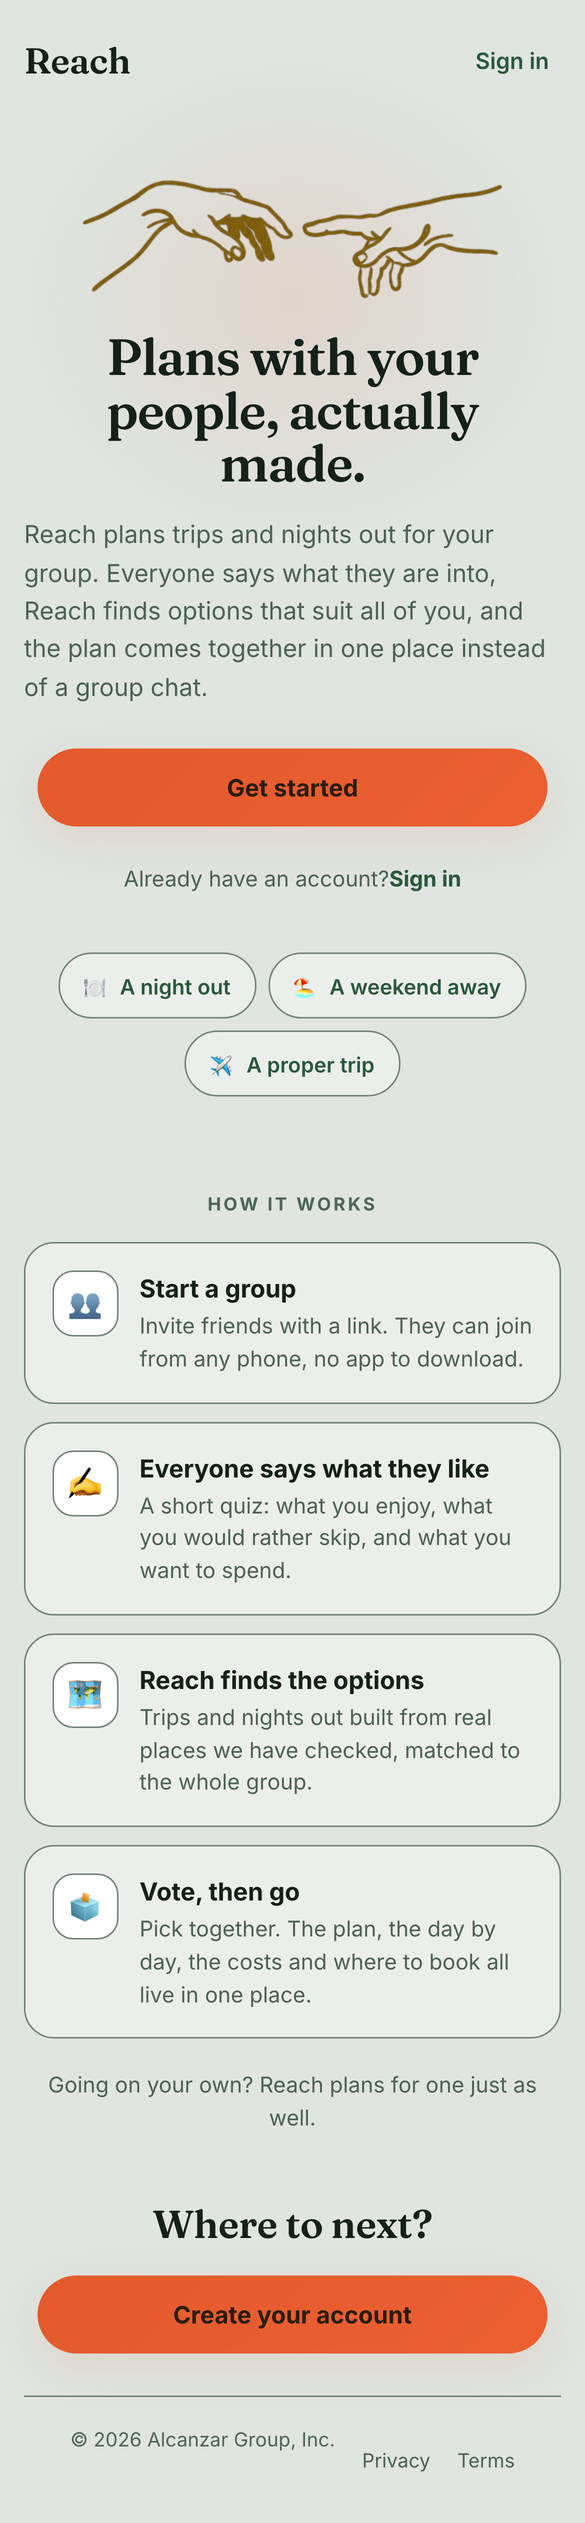 Reach
Sign in
Plans with your
people, actually
made.
Reach plans trips and nights out for your
group. Everyone says what they are into,
Reach finds options that suit all of you, and
the plan comes together in one place instead
of a group chat.
Get started
Already have an account?Sign in
A night out
A weekend away
A proper trip
HOW IT WORKS
Start a group
Invite friends with a link. They can join
from any phone, no app to download.
Everyone says what they like
A short quiz: what you enjoy, what
you would rather skip, and what you
want to spend.
Reach finds the options
Trips and nights out built from real
places we have checked, matched to
the whole group.
Vote, then go
Pick together. The plan, the day by
day, the costs and where to book all
live in one place.
Going on your own? Reach plans for one just as
well.
Where to next?
Create your account
© 2026 Alcanzar Group, Inc.
Privacy
Terms